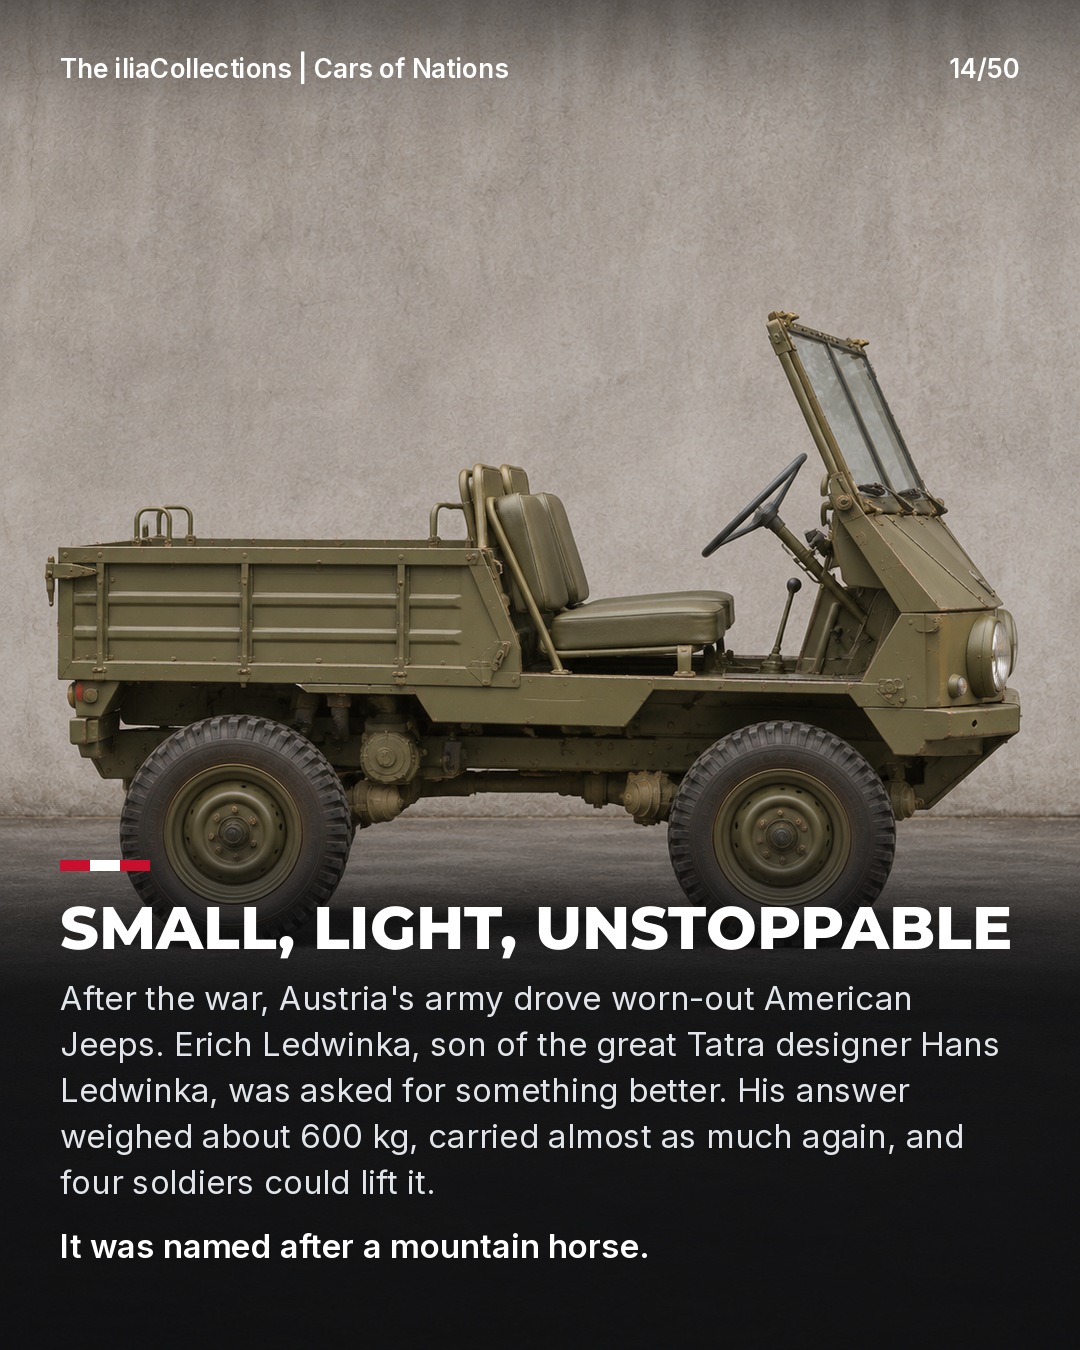 The iliaCollections | Cars of Nations
14/50
SMALL, LIGHT, UNSTOPPABLE
After the war, Austria's army drove worn-out American
Jeeps. Erich Ledwinka, son of the great Tatra designer Hans
Ledwinka, was asked for something better. His answer
weighed about 600 kg, carried almost as much again, and
four soldiers could lift it.
It was named after a mountain horse.